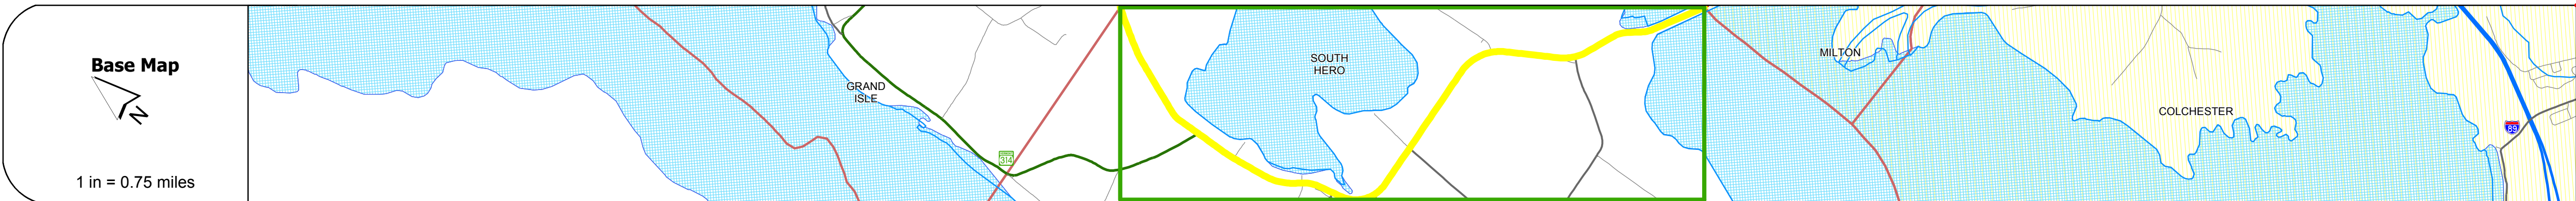 Base Map
N
1 in = 0.75 miles
GRAND
ISLE
314
SOUTH
HERO
MILTON
COLCHESTER
89